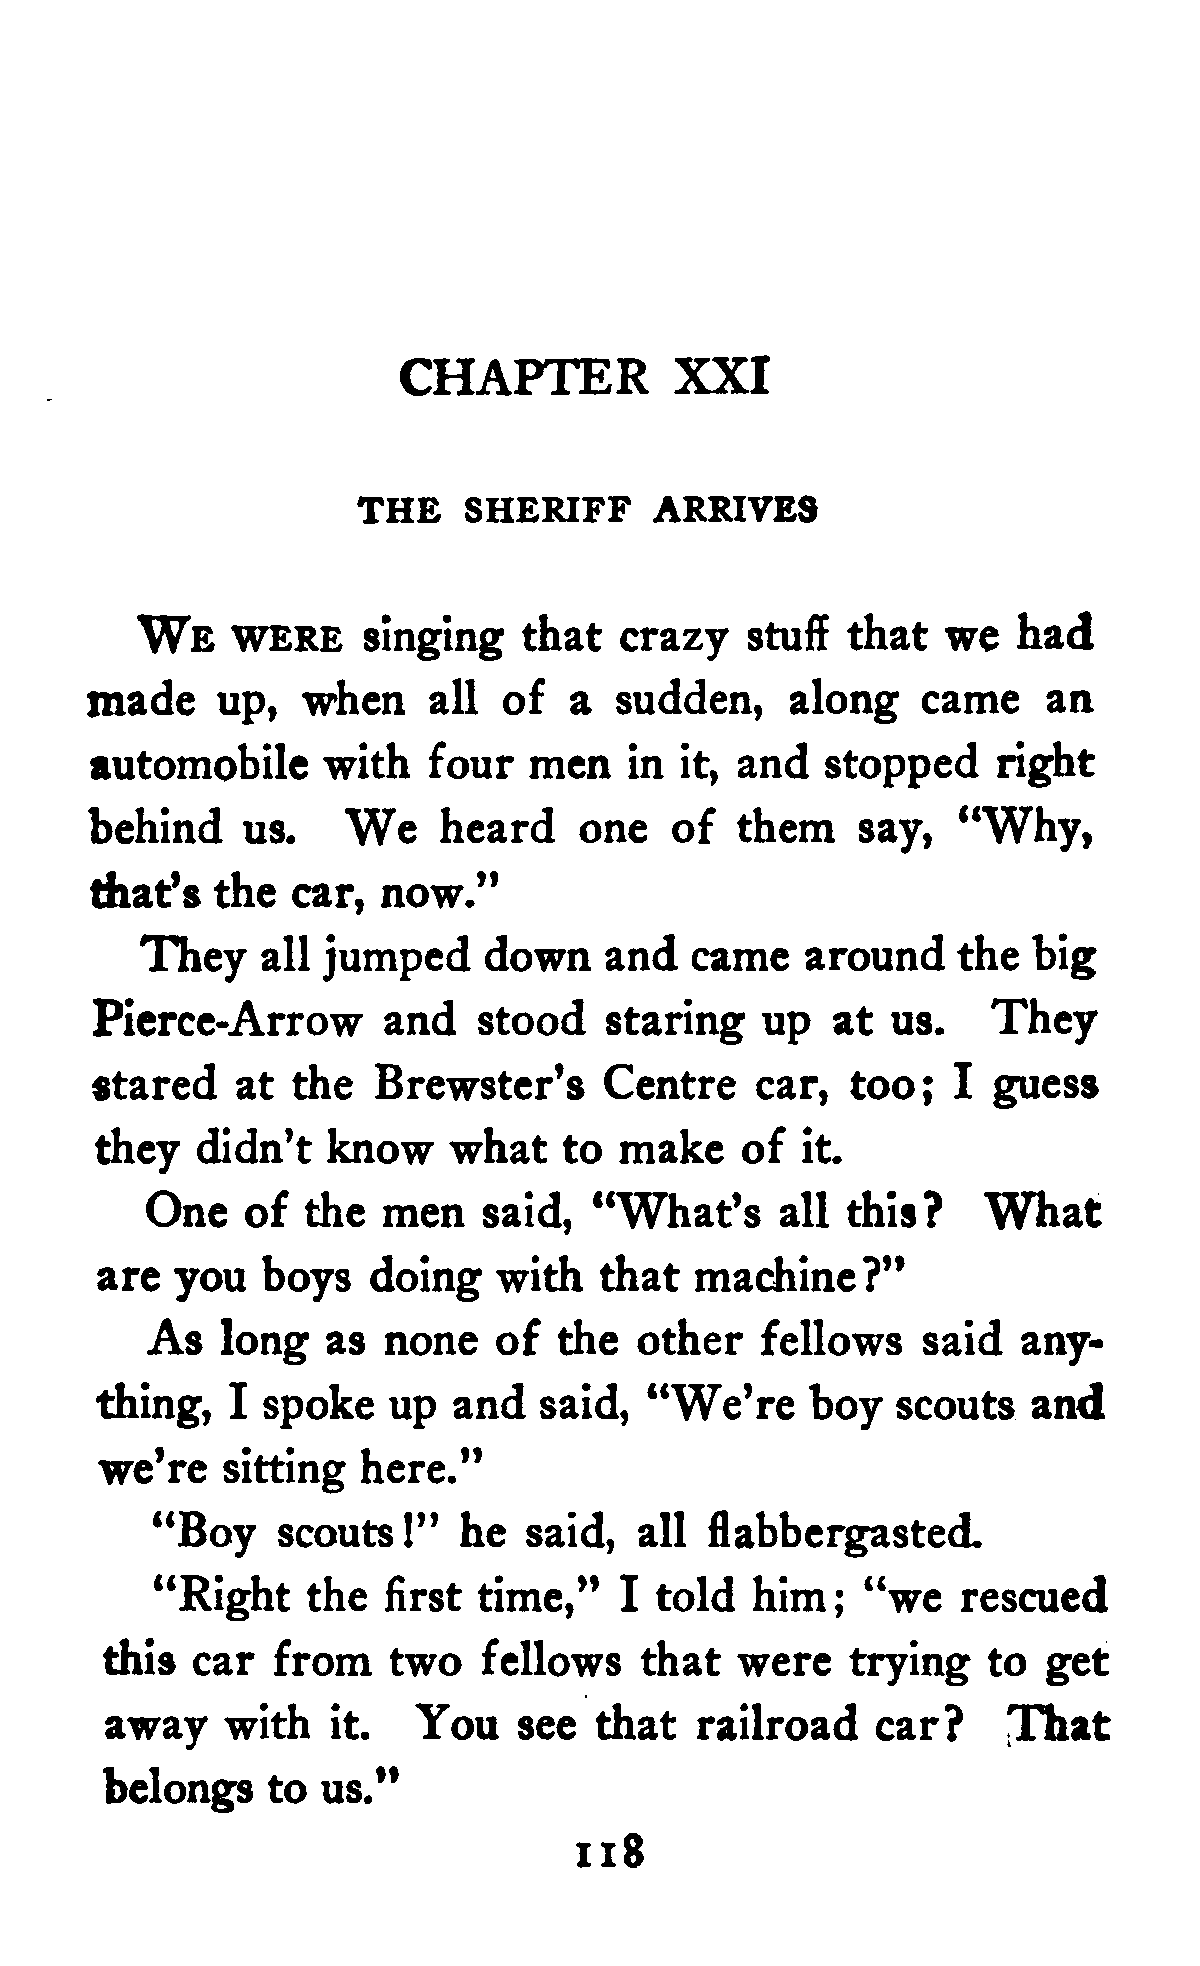 CHAPTER XXI
THE SHERIFF ARRIVES
WE WERE singing that crazy stuff that we had
made up, when all of a sudden, along came an
automobile with four men in it, and stopped right
behind us. We heard one of them say, “Why,
that’s the car, now.”
They all jumped down and came around the big
Pierce-Arrow and stood staring up at us. They
stared at the Brewster’s Centre car, too; I guess
they didn’t know what to make of it.
One of the men said, “What’s all this? What
are you boys doing with that machine?”
As long as none of the other fellows said any-
thing, I spoke up and said, “We’re boy scouts and
we’re sitting here.”
“Boy scouts!” he said, all flabbergasted.
“Right the first time,” I told him; “we rescued
this car from two fellows that were trying to get
away with it. You see that railroad car? That
belongs to us.”
118